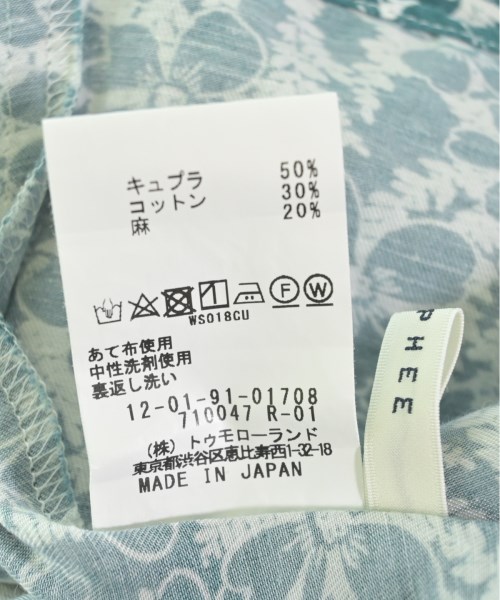 キュプラ 50%
コットン 30%
麻 20%
F W
WS018CU
あて布使用
中性洗剤使用
裏返し洗い
12-01-91-01708
710047 R-01
(株) トゥモローランド
東京都渋谷区恵比寿西1-32-18
MADE IN JAPAN
PHEE